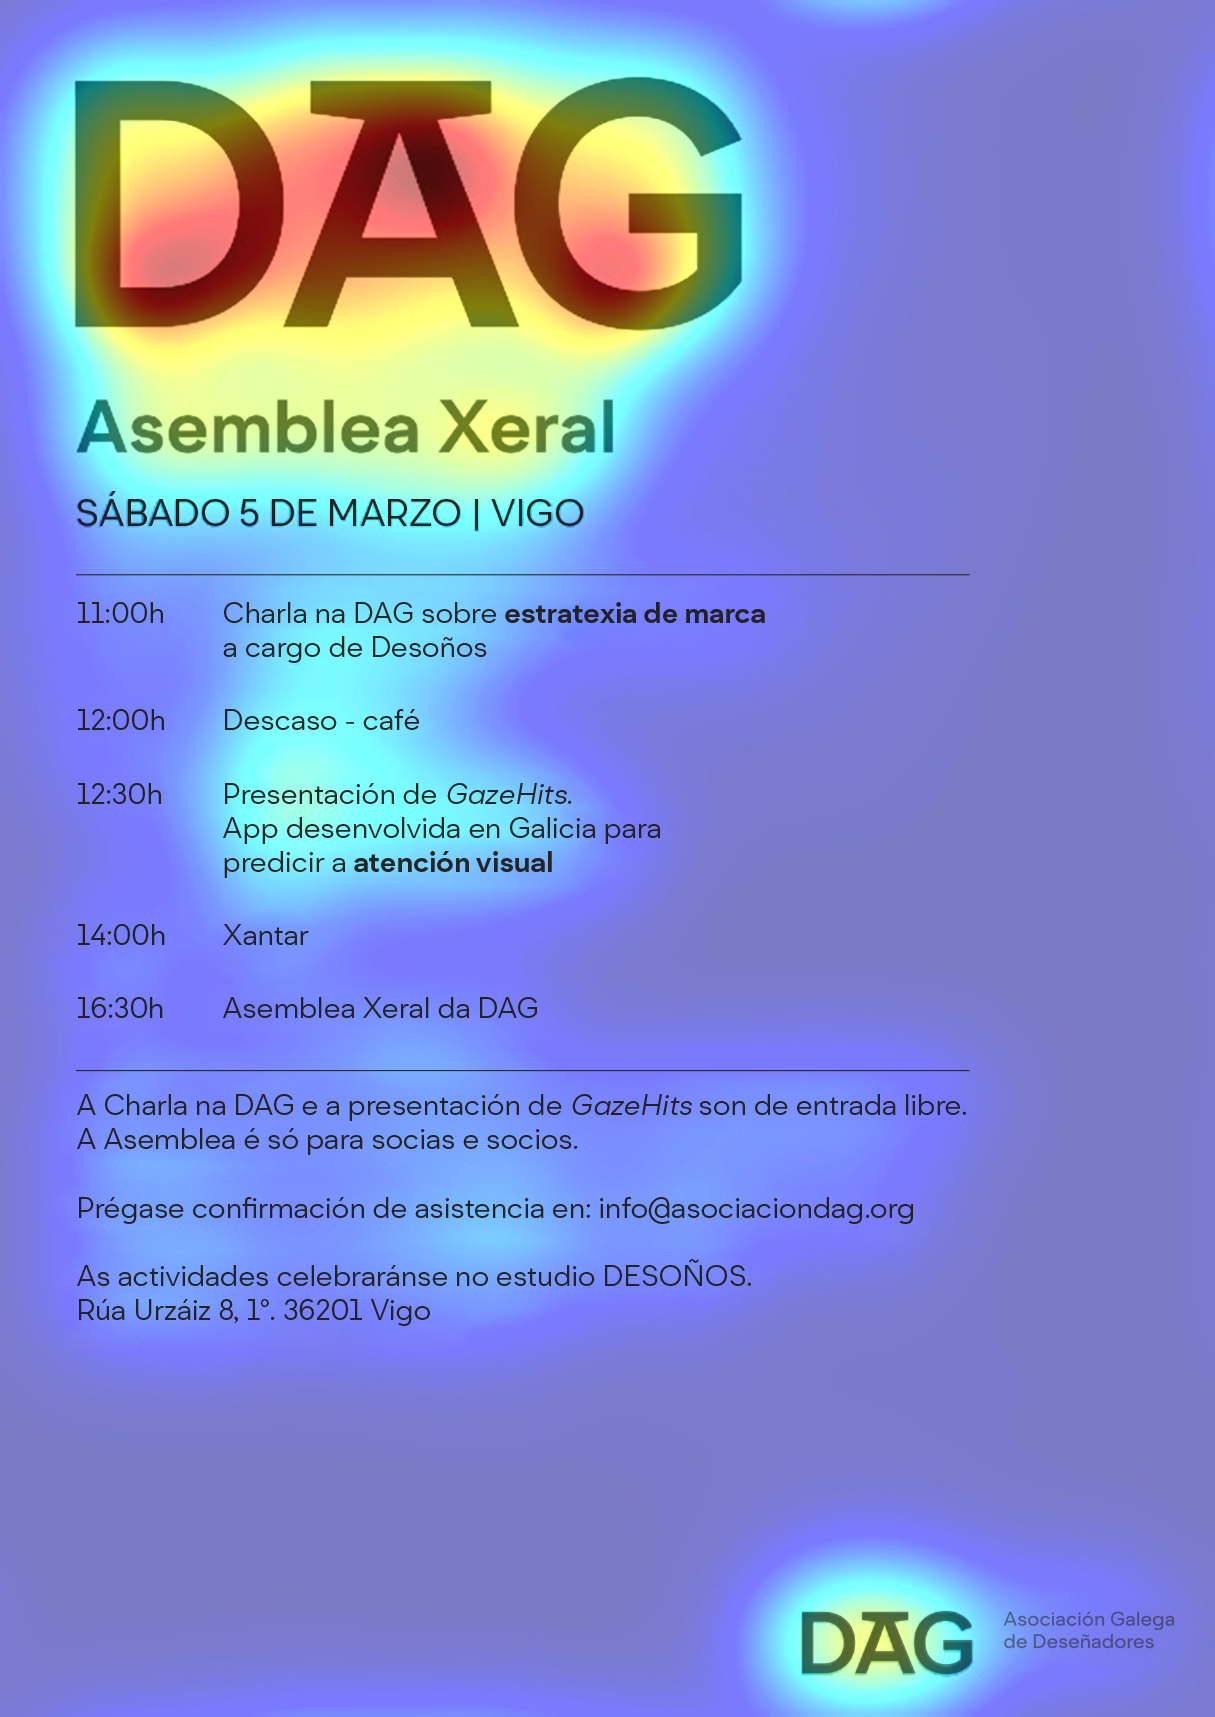 DAG
Asemblea Xeral
SÁBADO 5 DE MARZO | VIGO
11:00h Charla na DAG sobre estratexia de marca
a cargo de Desoños
12:00h Descaso - café
12:30h Presentación de GazeHits.
App desenvolvida en Galicia para
predicir a atención visual
14:00h Xantar
16:30h Asemblea Xeral da DAG
A Charla na DAG e a presentación de GazeHits son de entrada libre.
A Asemblea é só para socias e socios.
Prégase confirmación de asistencia en: info@asociaciondag.org
As actividades celebraránse no estudio DESOÑOS.
Rúa Urzáiz 8, 1°. 36201 Vigo
DAG
Asociación Galega
de Deseñadores